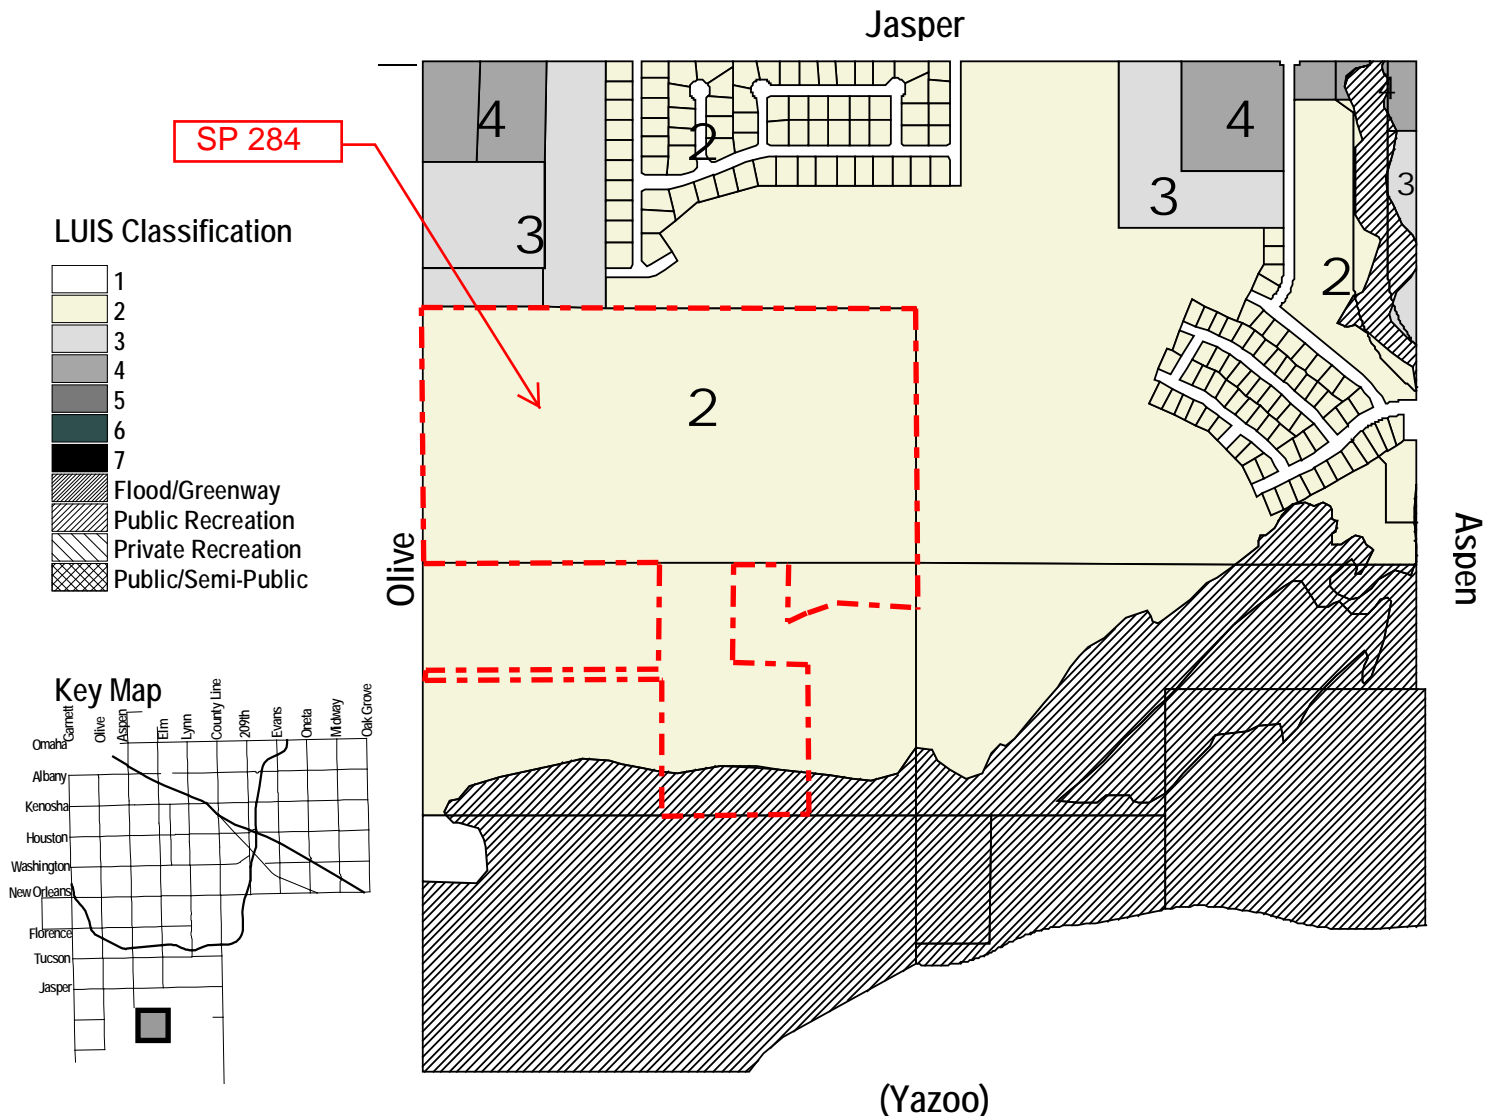 Jasper
SP 284
4
2
4
4
3
3
3
2
2
LUIS Classification
1
2
3
4
5
6
7
Flood/Greenway
Public Recreation
Private Recreation
Public/Semi-Public
Olive
Aspen
Key Map
Garnett
Olive
Aspen
Elm
Lynn
County Line
209th
Evans
Oneta
Midway
Oak Grove
Omaha
Albany
Kenosha
Houston
Washington
New Orleans
Florence
Tucson
Jasper
(Yazoo)